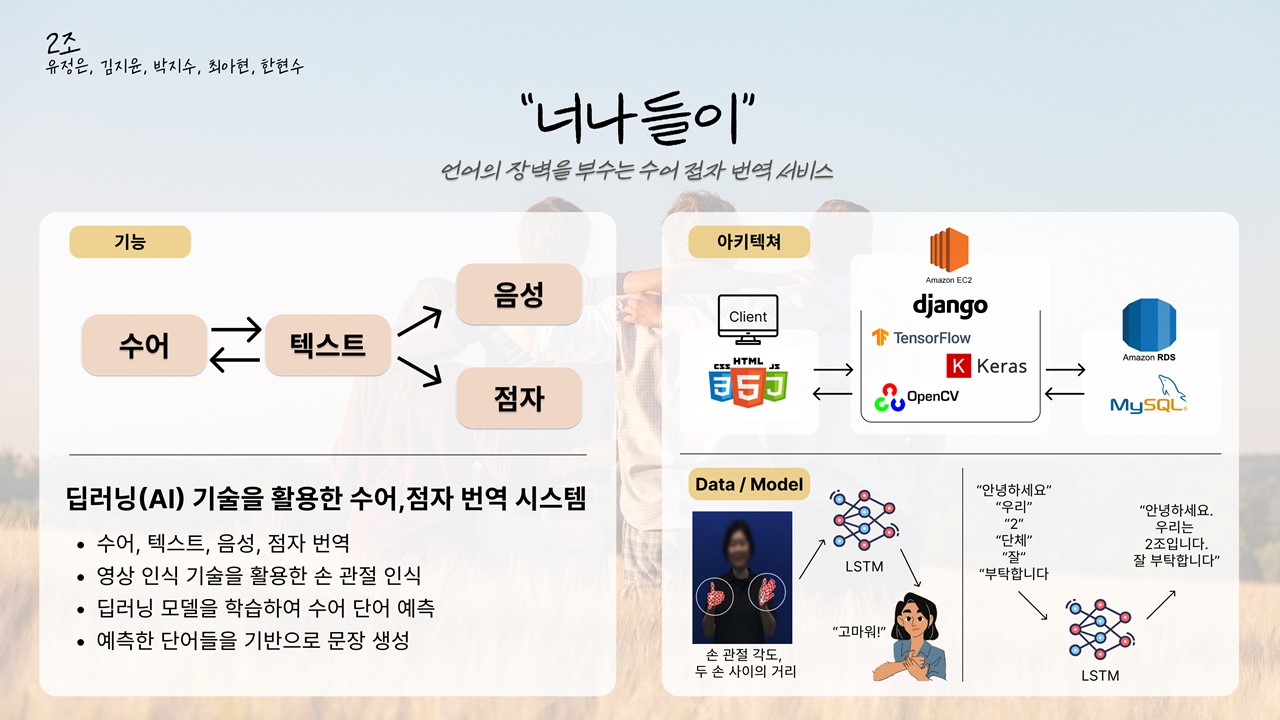 2조
유정은, 김지윤, 박지수, 최아현, 한현수
“너나들이”
언어의 장벽을 부수는 수어 점자 번역 서비스
기능
수어
텍스트
음성
점자
딥러닝(AI) 기술을 활용한 수어,점자 번역 시스템
• 수어, 텍스트, 음성, 점자 번역
• 영상 인식 기술을 활용한 손 관절 인식
• 딥러닝 모델을 학습하여 수어 단어 예측
• 예측한 단어들을 기반으로 문장 생성
아키텍쳐
Client
CSS HTML JS
3 5 J
Amazon EC2
django
TensorFlow
K Keras
OpenCV
Amazon RDS
MySQL
Data / Model
손 관절 각도,
두 손 사이의 거리
LSTM
“고마워!”
“안녕하세요”
“우리”
“2”
“단체”
“잘”
“부탁합니다
LSTM
“안녕하세요.
우리는
2조입니다.
잘 부탁합니다”